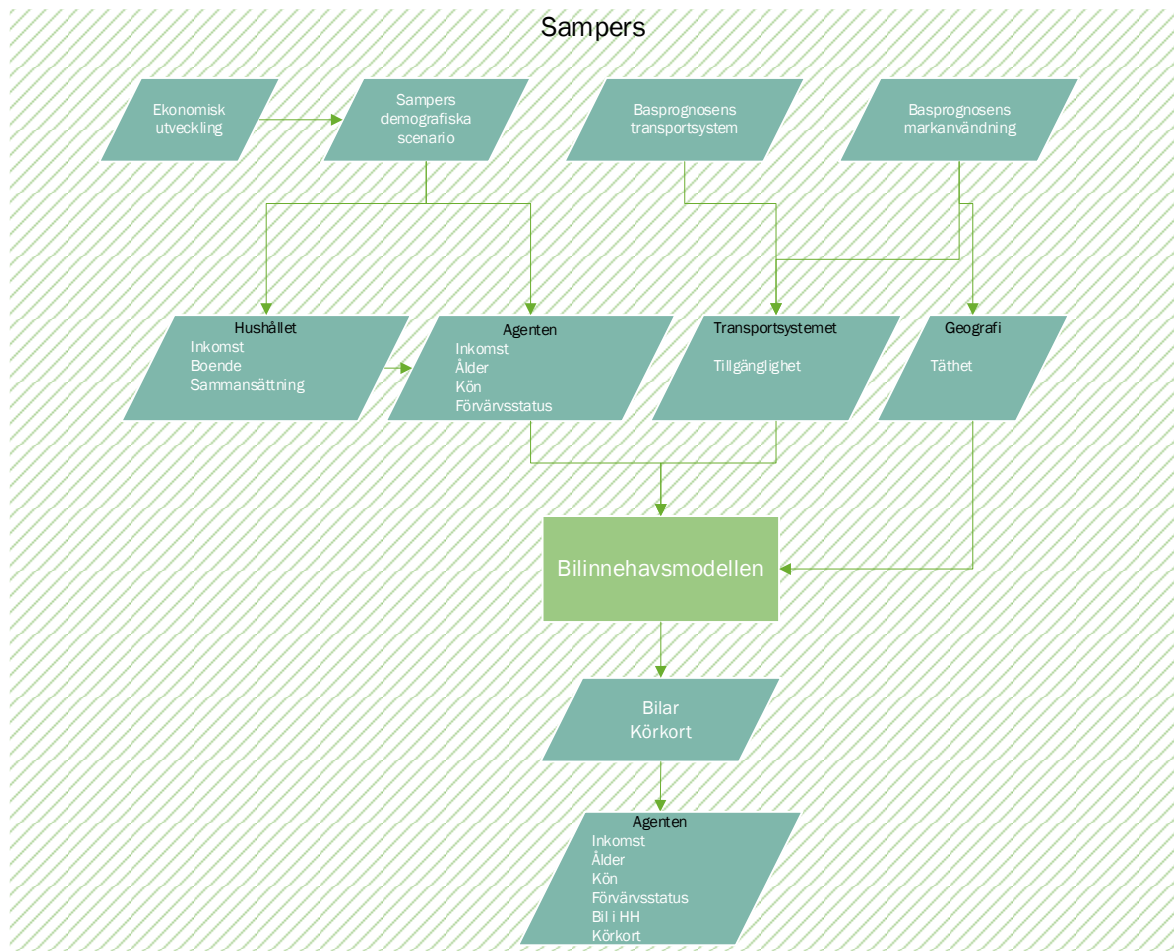 Sampers
Ekonomisk
utveckling
Sampers
demografiska
scenario
Basprognosens
transportsystem
Basprognosens
markanvändning
Hushållet
Inkomst
Boende
Sammansättning
Agenten
Inkomst
Ålder
Kön
Förvärvsstatus
Transportsystemet
Tillgänglighet
Geografi
Täthet
Bilinnehavsmodellen
Bilar
Körkort
Agenten
Inkomst
Ålder
Kön
Förvärvsstatus
Bil i HH
Körkort